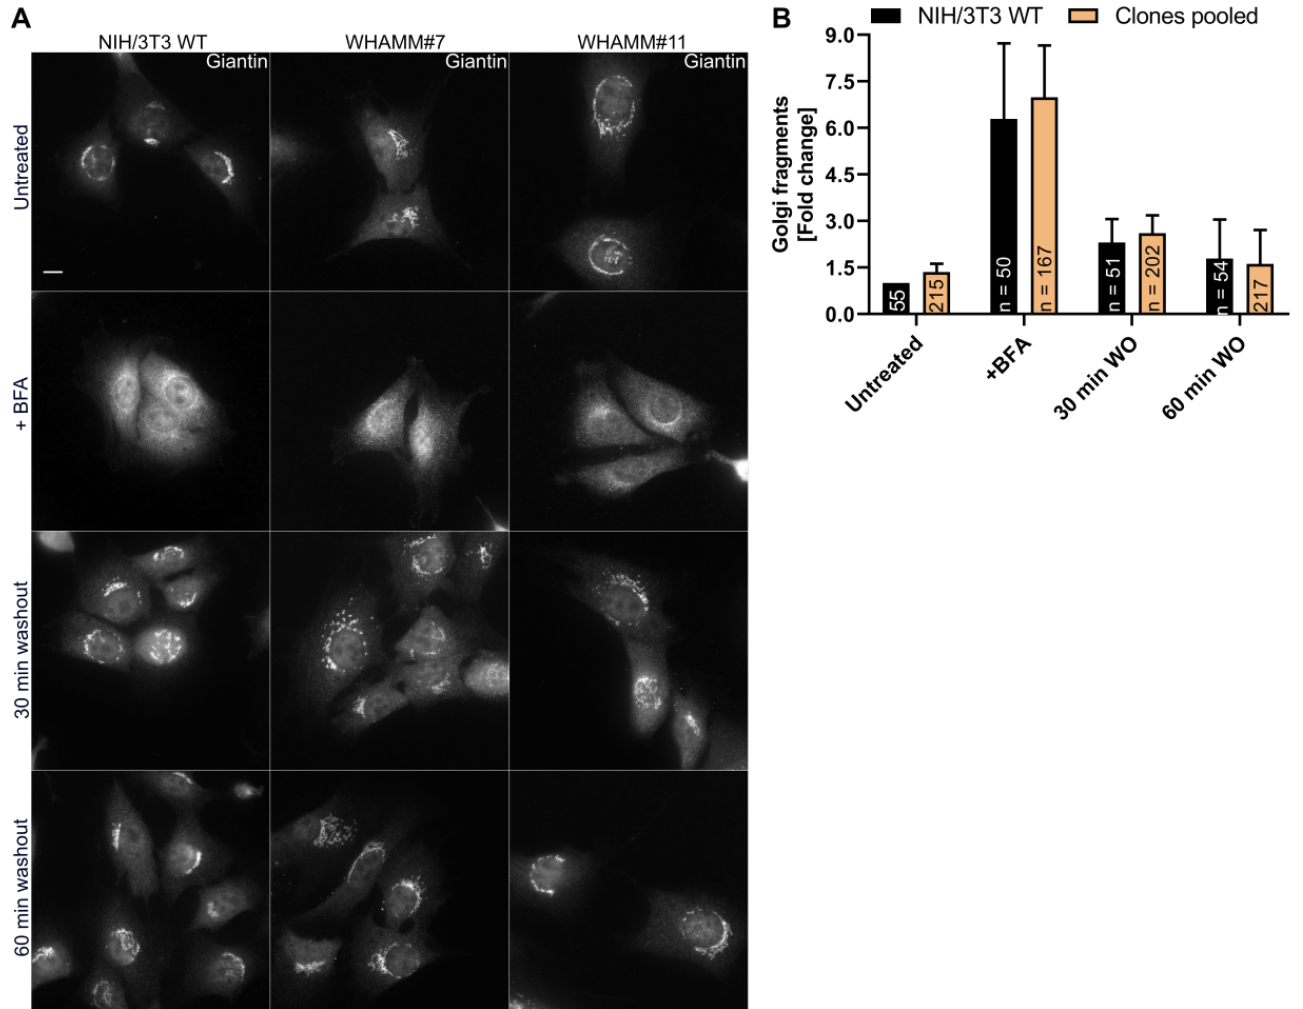 A
NIH/3T3 WT
WHAMM#7
WHAMM#11
Giantin
Giantin
Giantin
Untreated
+ BFA
30 min washout
60 min washout
B
NIH/3T3 WT
Clones pooled
Golgi fragments
[Fold change]
9.0
7.5
6.0
4.5
3.0
1.5
0.0
55
215
n = 50
n = 167
n = 51
n = 202
n = 54
217
Untreated
+BFA
30 min WO
60 min WO